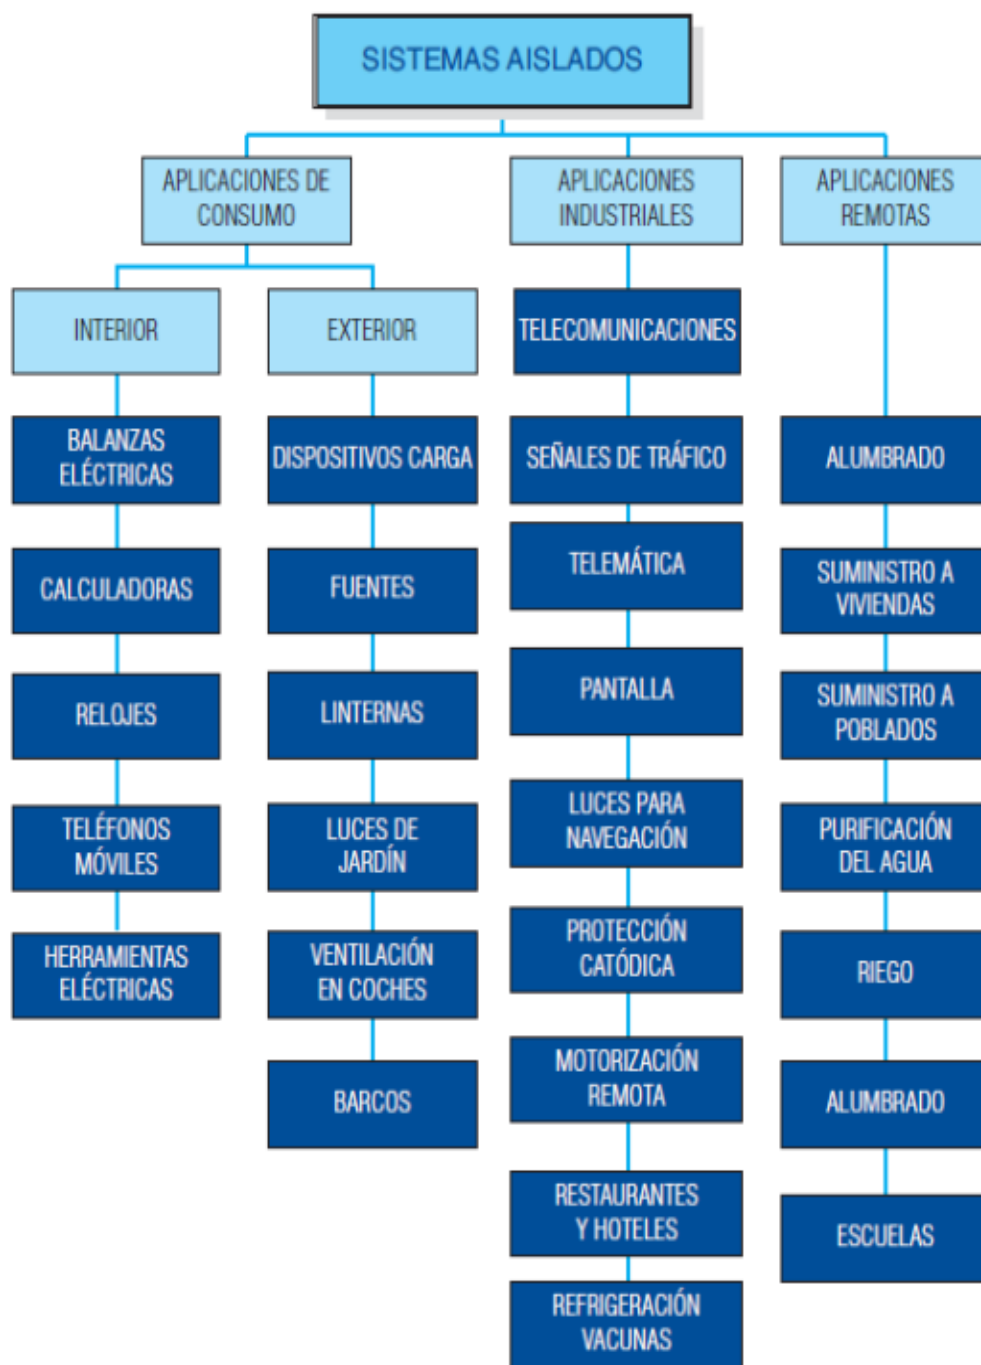 SISTEMAS AISLADOS
APLICACIONES DE
CONSUMO
INTERIOR
BALANZAS
ELÉCTRICAS
CALCULADORAS
RELOJES
TELÉFONOS
MÓVILES
HERRAMIENTAS
ELÉCTRICAS
EXTERIOR
DISPOSITIVOS CARGA
FUENTES
LINTERNAS
LUCES DE
JARDÍN
VENTILACIÓN
EN COCHES
BARCOS
APLICACIONES
INDUSTRIALES
TELECOMUNICACIONES
SEÑALES DE TRÁFICO
TELEMÁTICA
PANTALLA
LUCES PARA
NAVEGACIÓN
PROTECCIÓN
CATÓDICA
MOTORIZACIÓN
REMOTA
RESTAURANTES
Y HOTELES
REFRIGERACIÓN
VACUNAS
APLICACIONES
REMOTAS
ALUMBRADO
SUMINISTRO A
VIVIENDAS
SUMINISTRO A
POBLADOS
PURIFICACIÓN
DEL AGUA
RIEGO
ALUMBRADO
ESCUELAS